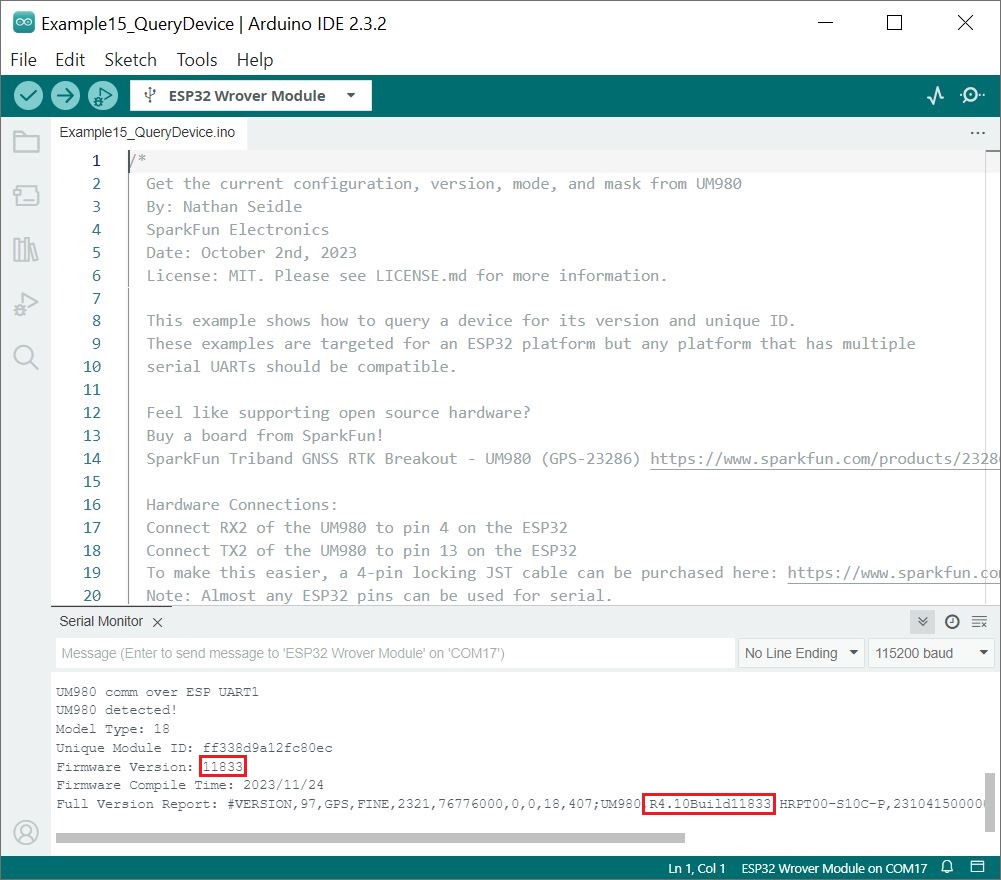 Example15_QueryDevice | Arduino IDE 2.3.2
File Edit Sketch Tools Help
ESP32 Wrover Module
Example15_QueryDevice.ino
1 /*
2 Get the current configuration, version, mode, and mask from UM980
3 By: Nathan Seidle
4 SparkFun Electronics
5 Date: October 2nd, 2023
6 License: MIT. Please see LICENSE.md for more information.
7
8 This example shows how to query a device for its version and unique ID.
9 These examples are targeted for an ESP32 platform but any platform that has multiple
10 serial UARTs should be compatible.
11
12 Feel like supporting open source hardware?
13 Buy a board from SparkFun!
14 SparkFun Triband GNSS RTK Breakout - UM980 (GPS-23286) https://www.sparkfun.com/products/2328
15
16 Hardware Connections:
17 Connect RX2 of the UM980 to pin 4 on the ESP32
18 Connect TX2 of the UM980 to pin 13 on the ESP32
19 To make this easier, a 4-pin locking JST cable can be purchased here: https://www.sparkfun.co
20 Note: Almost any ESP32 pins can be used for serial.
Serial Monitor
Message (Enter to send message to 'ESP32 Wrover Module' on 'COM17')
No Line Ending
115200 baud
UM980 comm over ESP UART1
UM980 detected!
Model Type: 18
Unique Module ID: ff338d9a12fc80ec
Firmware Version: 11833
Firmware Compile Time: 2023/11/24
Full Version Report: #VERSION,97,GPS,FINE,2321,76776000,0,0,18,407;UM980,R4.10Build11833,HRPT00-S10C-P,231041500000
Ln 1, Col 1 ESP32 Wrover Module on COM17